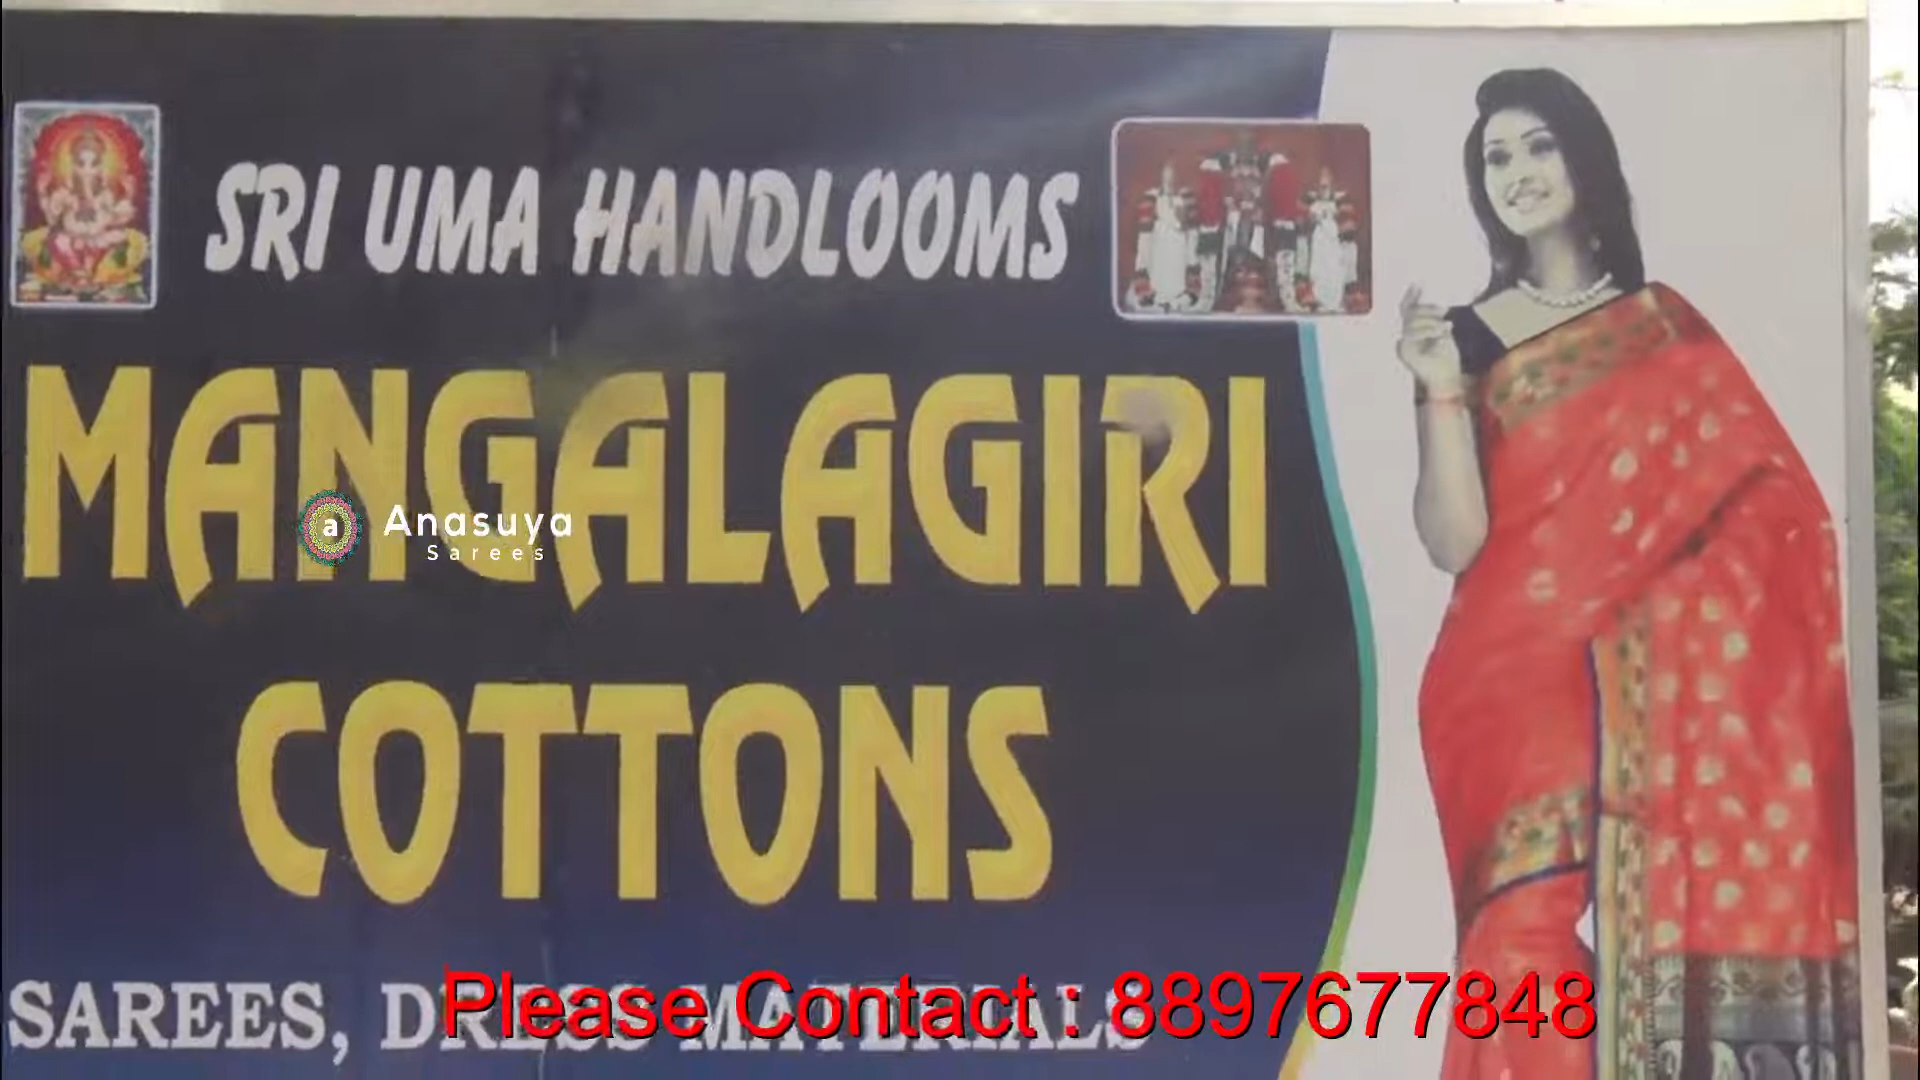 SRI UMA HANDLOOMS
MANGALAGIRI
a Anasuya
Sarees
COTTONS
SAREES, DRESS MATERIALS
Please Contact : 8897677848